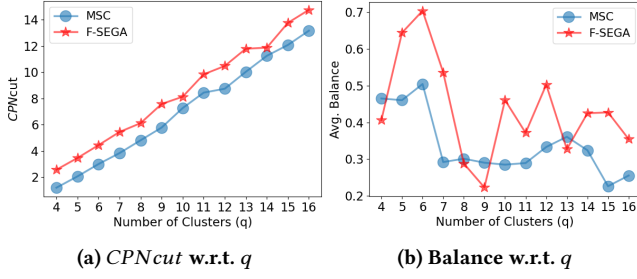 CPNcut
14
12
10
8
6
4
2
MSC
F-SEGA
4 5 6 7 8 9 10 11 12 13 14 15 16
Number of Clusters (q)
(a) CPNcut w.r.t. q
Avg. Balance
0.7
0.6
0.5
0.4
0.3
0.2
MSC
F-SEGA
4 5 6 7 8 9 10 11 12 13 14 15 16
Number of Clusters (q)
(b) Balance w.r.t. q